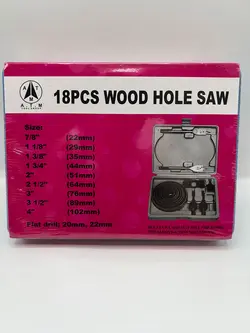 A
A T M
18PCS WOOD HOLE SAW
Size:
7/8" (22mm)
1 1/8" (29mm)
1 3/8" (35mm)
1 3/4" (44mm)
2" (51mm)
2 1/2" (64mm)
3" (76mm)
3 1/2" (89mm)
4" (102mm)
Flat drill: 20mm, 22mm